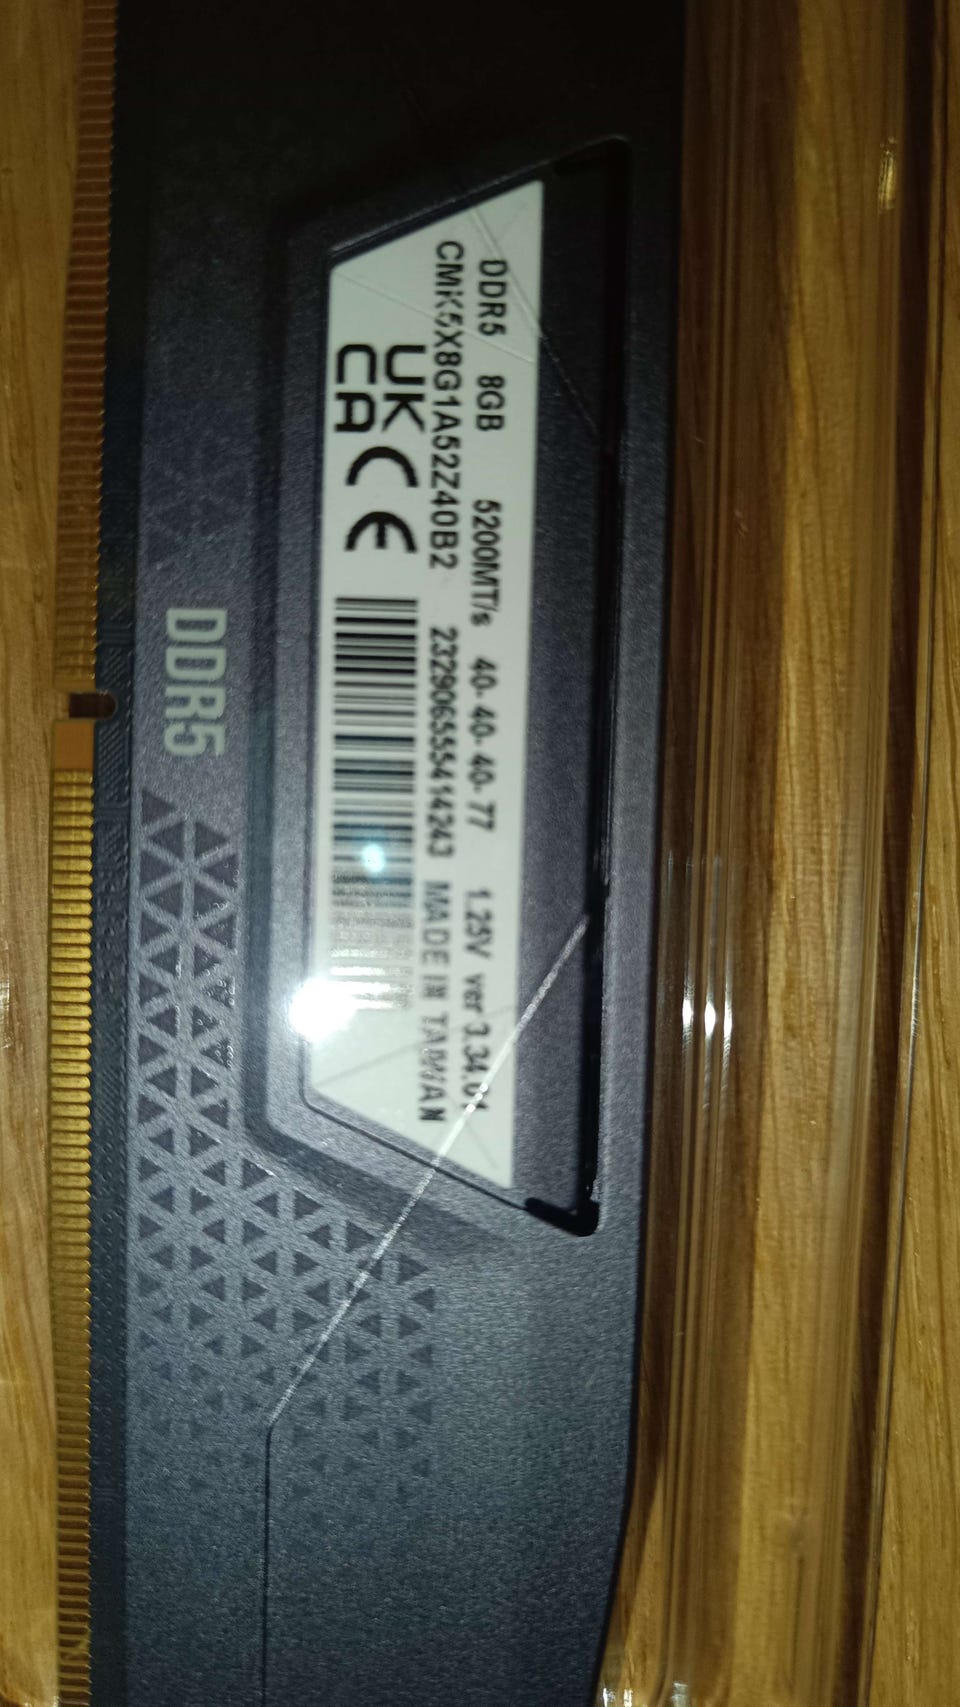 DDR5 8GB 5200MT/s 40-40-40-77 1.25V ver 3.34.01
CMK5X8G1A52Z40B2 232906555414243 MADE IN TAIWAN
UK
CA
CE
DDR5